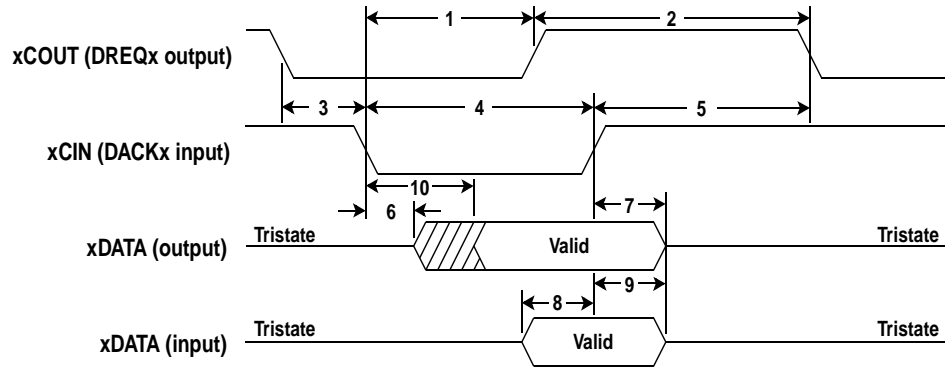 1
2
xCOUT (DREQx output)
3
4
5
xCIN (DACKx input)
10
6
7
Tristate
Valid
Tristate
xDATA (output)
8
9
Tristate
Valid
Tristate
xDATA (input)